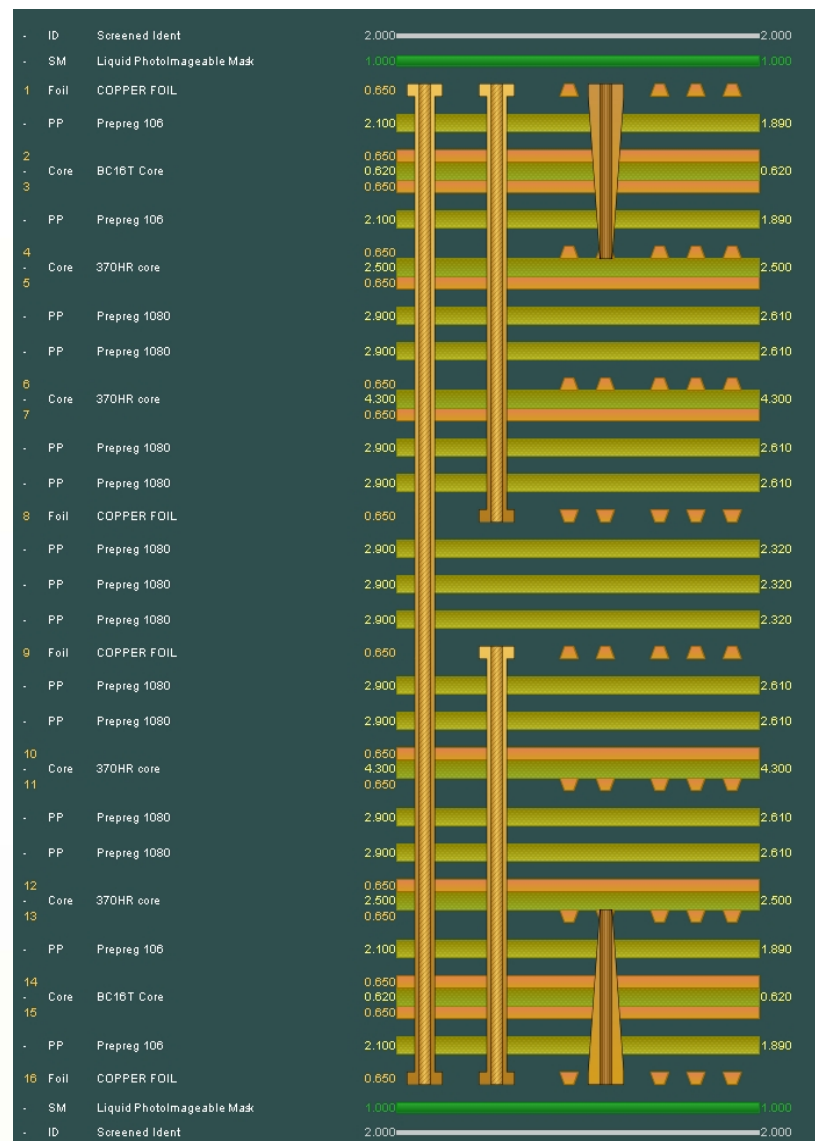 - ID Screened Ident 2.000 2.000
- SM Liquid PhotoImageable Mask 1.000 1.000
1 Foil COPPER FOIL 0.650
- PP Prepreg 106 2.100 1.890
2 0.650
- Core BC16T Core 0.620 0.620
3 0.650
- PP Prepreg 106 2.100 1.890
4 0.650
- Core 370HR core 2.500 2.500
5 0.650
- PP Prepreg 1080 2.900 2.610
- PP Prepreg 1080 2.900 2.610
6 0.650
- Core 370HR core 4.300 4.300
7 0.650
- PP Prepreg 1080 2.900 2.610
- PP Prepreg 1080 2.900 2.610
8 Foil COPPER FOIL 0.650
- PP Prepreg 1080 2.900 2.320
- PP Prepreg 1080 2.900 2.320
- PP Prepreg 1080 2.900 2.320
9 Foil COPPER FOIL 0.650
- PP Prepreg 1080 2.900 2.610
- PP Prepreg 1080 2.900 2.610
10 0.650
- Core 370HR core 4.300 4.300
11 0.650
- PP Prepreg 1080 2.900 2.610
- PP Prepreg 1080 2.900 2.610
12 0.650
- Core 370HR core 2.500 2.500
13 0.650
- PP Prepreg 106 2.100 1.890
14 0.650
- Core BC16T Core 0.620 0.620
15 0.650
- PP Prepreg 106 2.100 1.890
16 Foil COPPER FOIL 0.650
- SM Liquid PhotoImageable Mask 1.000 1.000
- ID Screened Ident 2.000 2.000